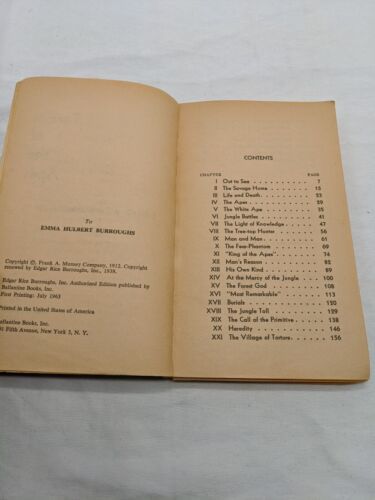 To
EMMA HULBERT BURROUGHS
Copyright ©, Frank A. Munsey Company, 1912. Copyright
renewed by Edgar Rice Burroughs, Inc., 1939.
Edgar Rice Burroughs, Inc. Authorized Edition published by
Ballantine Books, Inc.
First Printing: July 1963
Printed in the United States of America
Ballantine Books, Inc.
Fifth Avenue, New York 3, N. Y.
CONTENTS
CHAPTER PAGE
I Out to Sea 7
II The Savage Home 15
III Life and Death 23
IV The Apes 29
V The White Ape 35
VI Jungle Battles 41
VII The Light of Knowledge 47
VIII The Tree-top Hunter 56
IX Man and Man 61
X The Fear-Phantom 69
XI "King of the Apes" 74
XII Man's Reason 82
XIII His Own Kind 89
XIV At the Mercy of the Jungle 100
XV The Forest God 108
XVI "Most Remarkable" 113
XVII Burials 120
XVIII The Jungle Toll 129
XIX The Call of the Primitive 138
XX Heredity 146
XXI The Village of Torture 156